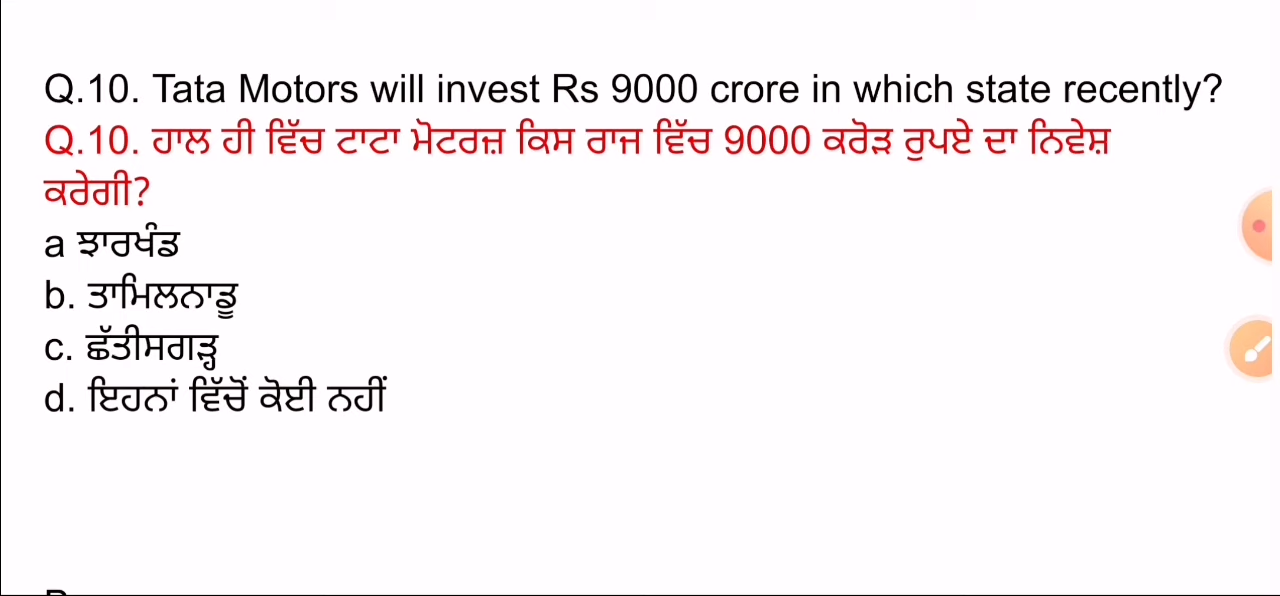 Q.10. Tata Motors will invest Rs 9000 crore in which state recently?
Q.10. ਹਾਲ ਹੀ ਵਿੱਚ ਟਾਟਾ ਮੋਟਰਜ਼ ਕਿਸ ਰਾਜ ਵਿੱਚ 9000 ਕਰੋੜ ਰੁਪਏ ਦਾ ਨਿਵੇਸ਼
ਕਰੇਗੀ?
a ਝਾਰਖੰਡ
b. ਤਾਮਿਲਨਾਡੂ
c. ਛੱਤੀਸਗੜ੍ਹ
d. ਇਹਨਾਂ ਵਿੱਚੋਂ ਕੋਈ ਨਹੀਂ